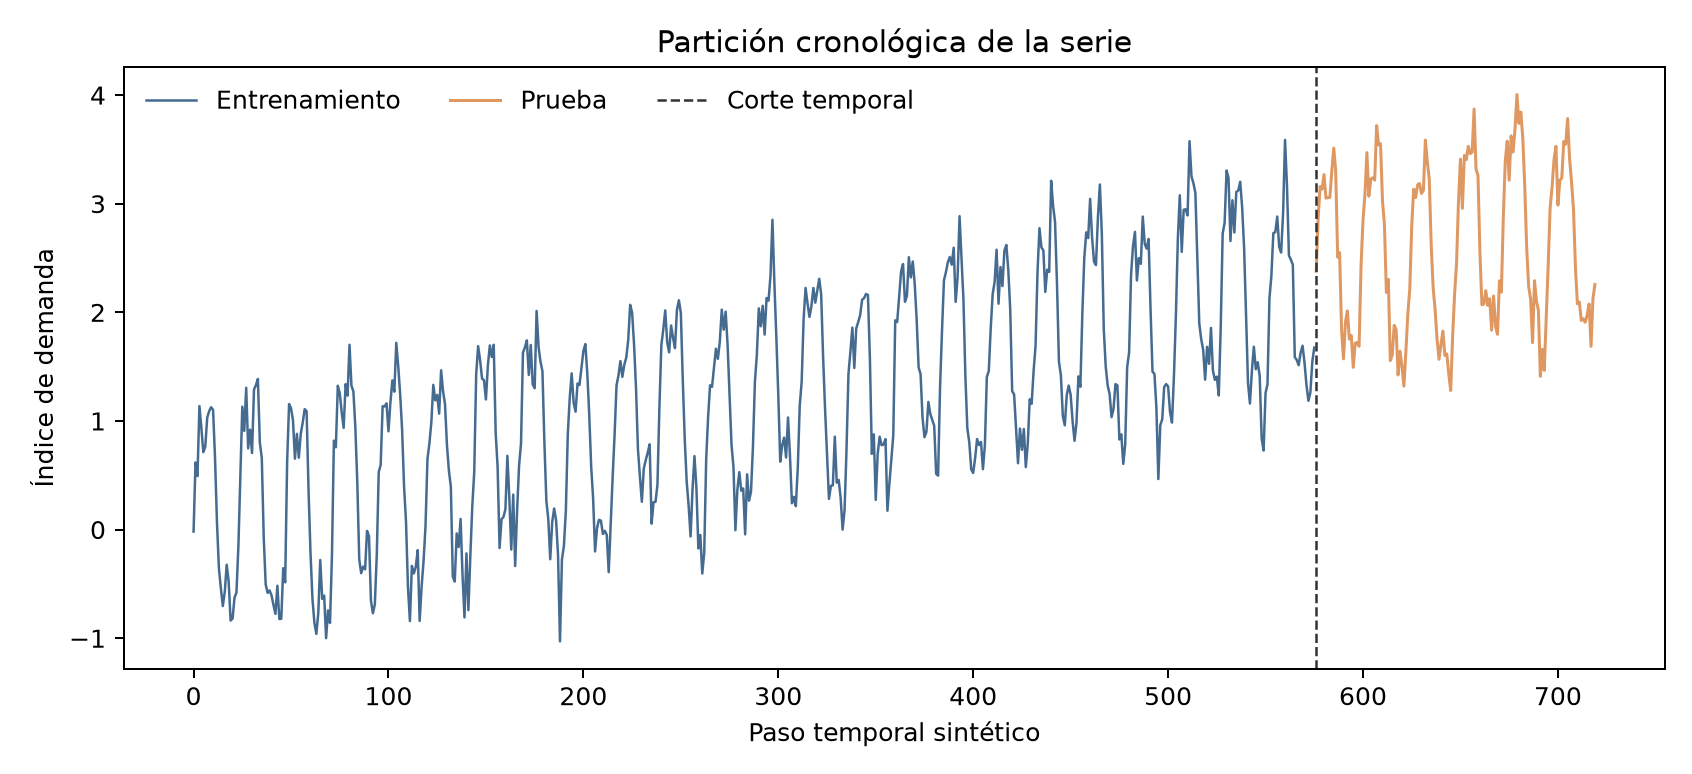 Partición cronológica de la serie
Entrenamiento
Prueba
Corte temporal
Índice de demanda
4
3
2
1
0
−1
0
100
200
300
400
500
600
700
Paso temporal sintético